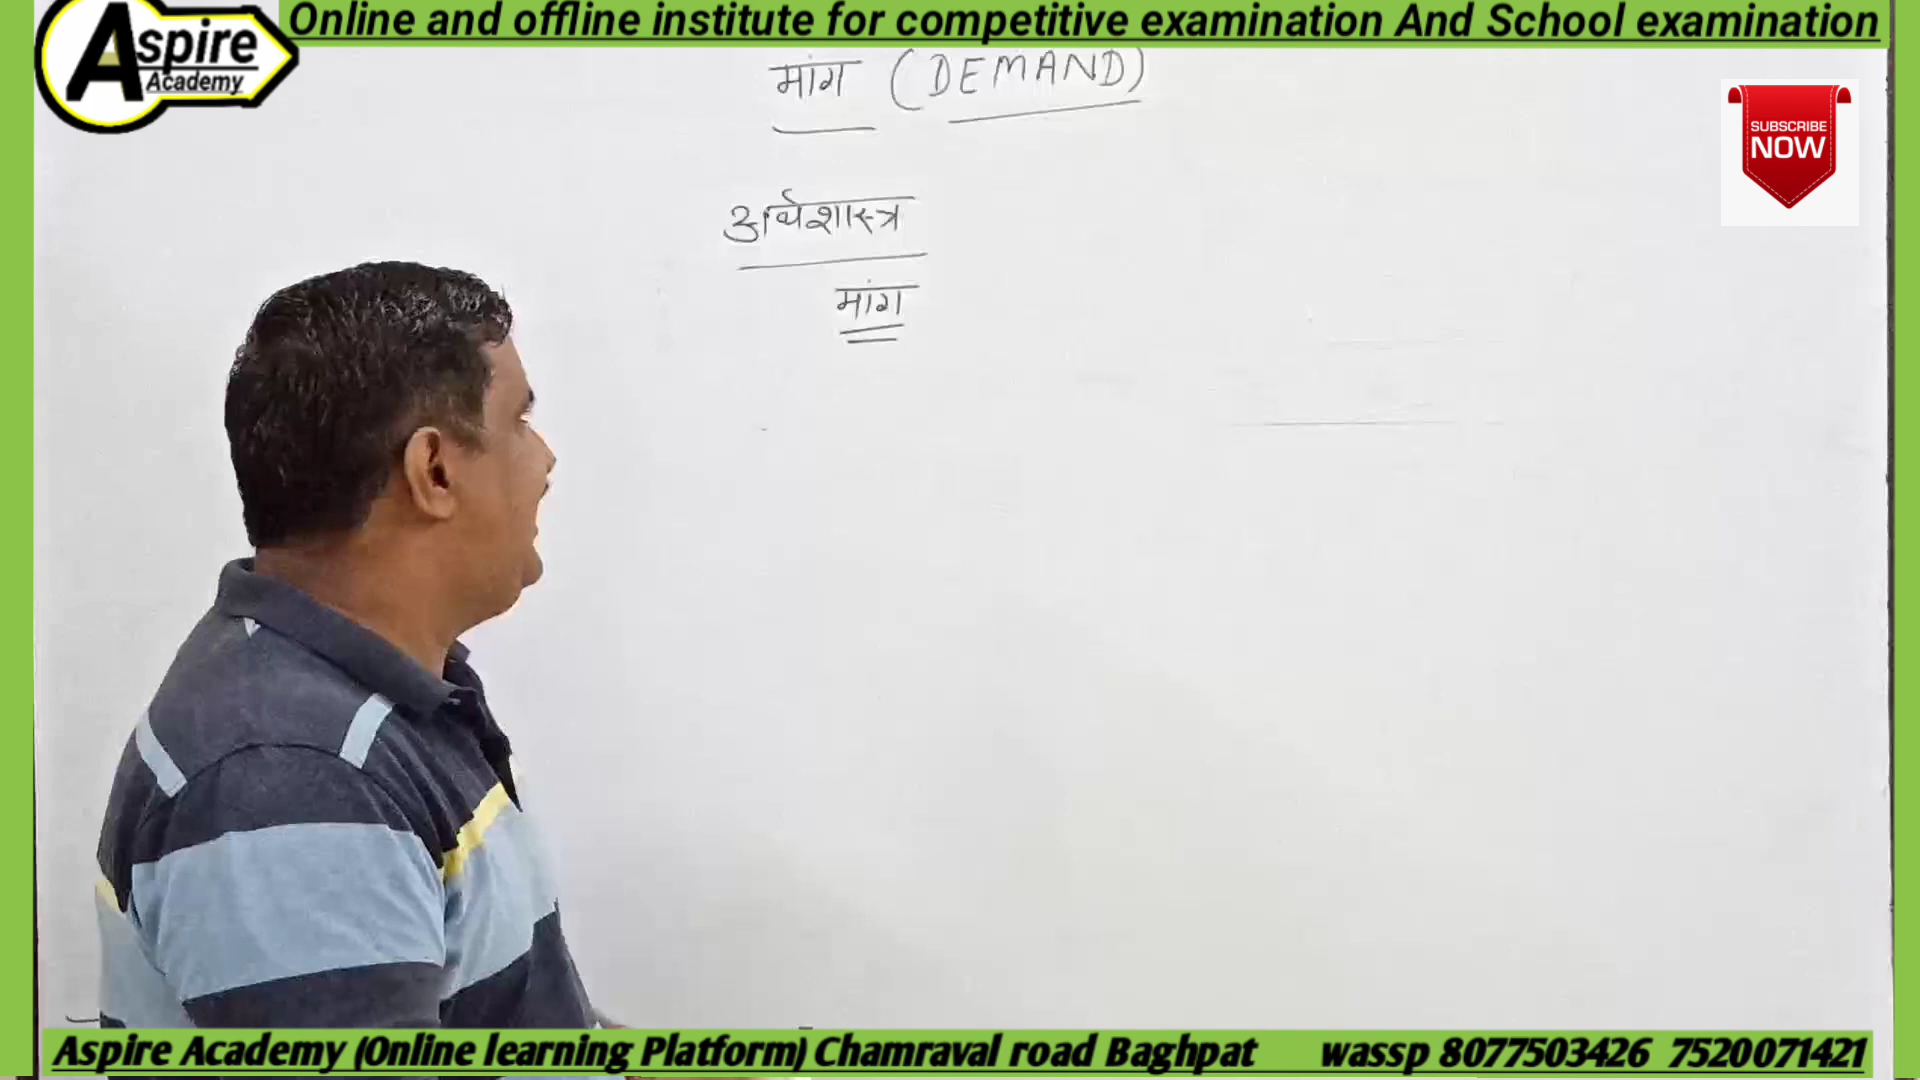 Online and offline institute for competitive examination And School examination
Aspire
Academy
मांग (DEMAND)
SUBSCRIBE
NOW
अर्थशास्त्र
मांग
Aspire Academy (Online learning Platform) Chamraval road Baghpat wassp 8077503426 7520071421